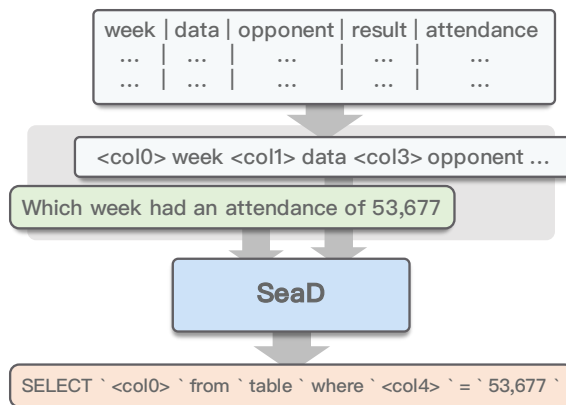 week | data | opponent | result | attendance
... | ... | ... | ... | ...
... | ... | ... | ... | ...
<col0> week <col1> data <col3> opponent ...
Which week had an attendance of 53,677
SeaD
SELECT ` <col0> ` from ` table ` where ` <col4> ` = ` 53,677 `